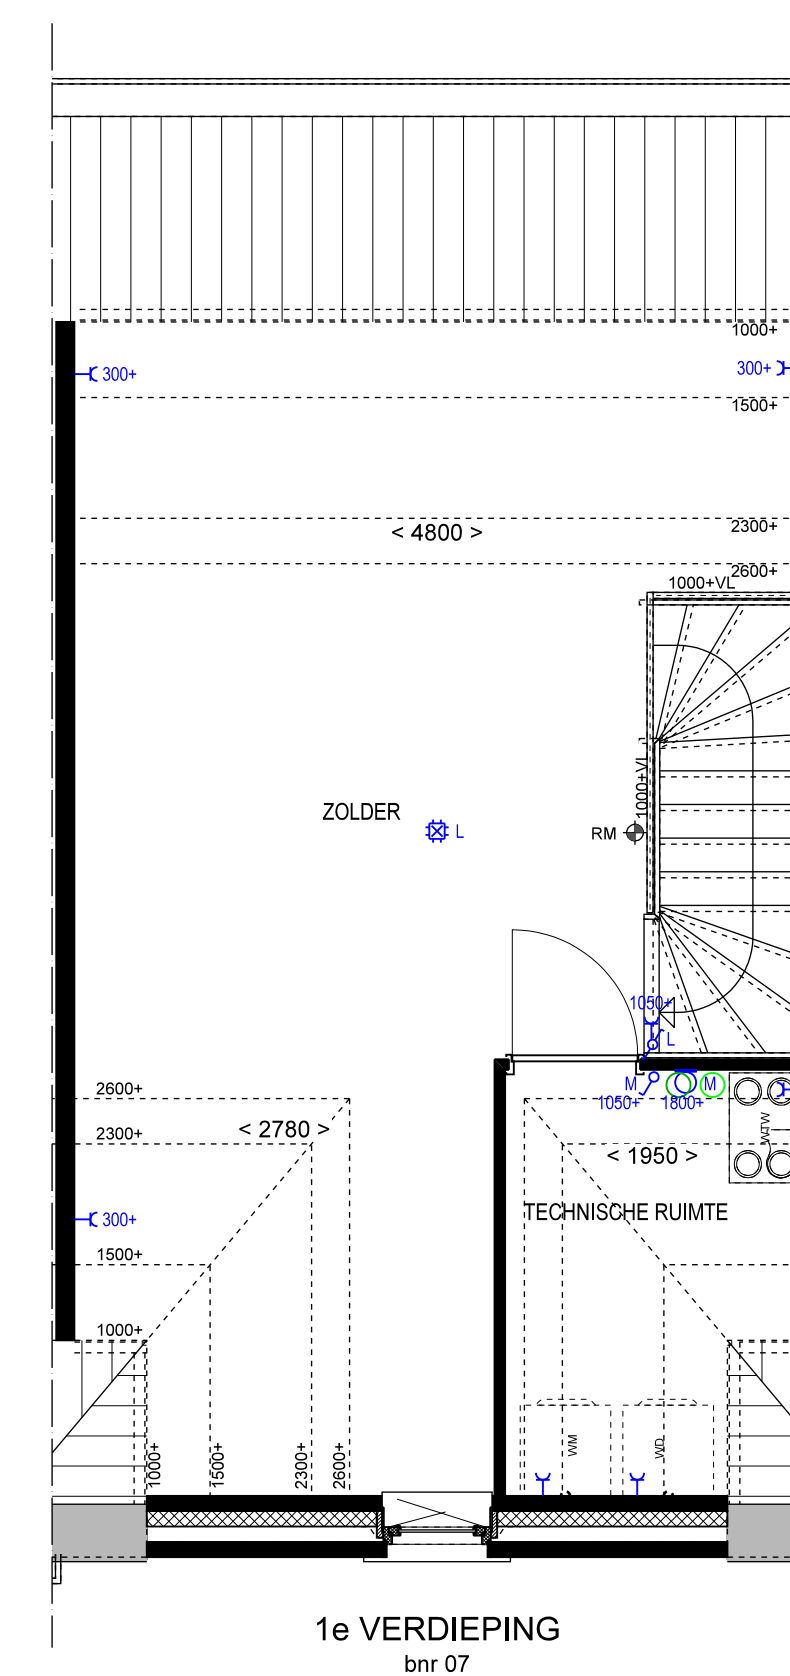 1000+
300+
300+
1500+
2300+
< 4800 >
2600+
1000+VL
1000+VL
ZOLDER
L
RM
1050+
L
M
M
1050+
1800+
2600+
2300+
< 2780 >
WTW
< 1950 >
TECHNISCHE RUIMTE
300+
1500+
1000+
1000+
1500+
2300+
2600+
WM
WD
1e VERDIEPING
bnr 07